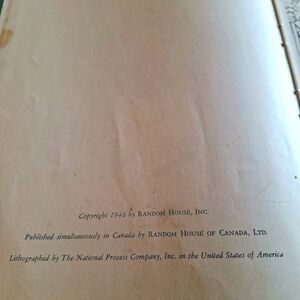 Copyright 1946 by RANDOM HOUSE, INC.
Published simultaneously in Canada by RANDOM HOUSE OF CANADA, LTD.
Lithographed by The National Process Company, Inc. in the United States of America